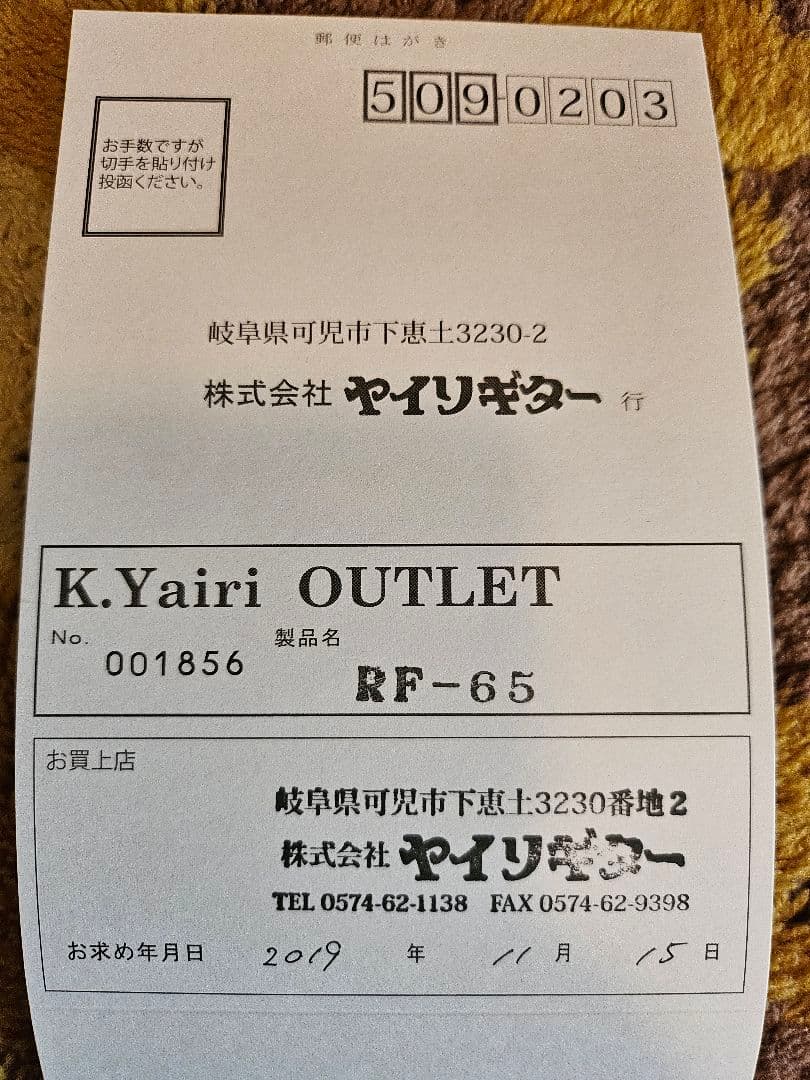 郵便はがき
509-0203
お手数ですが
切手を貼り付け
投函ください。
岐阜県可児市下恵土3230-2
株式会社 ヤイリギター 行
K.Yairi OUTLET
No. 製品名
001856 RF-65
お買上店
岐阜県可児市下恵土3230番地2
株式会社 ヤイリギター
TEL 0574-62-1138 FAX 0574-62-9398
お求め年月日 2019 年 11 月 15 日